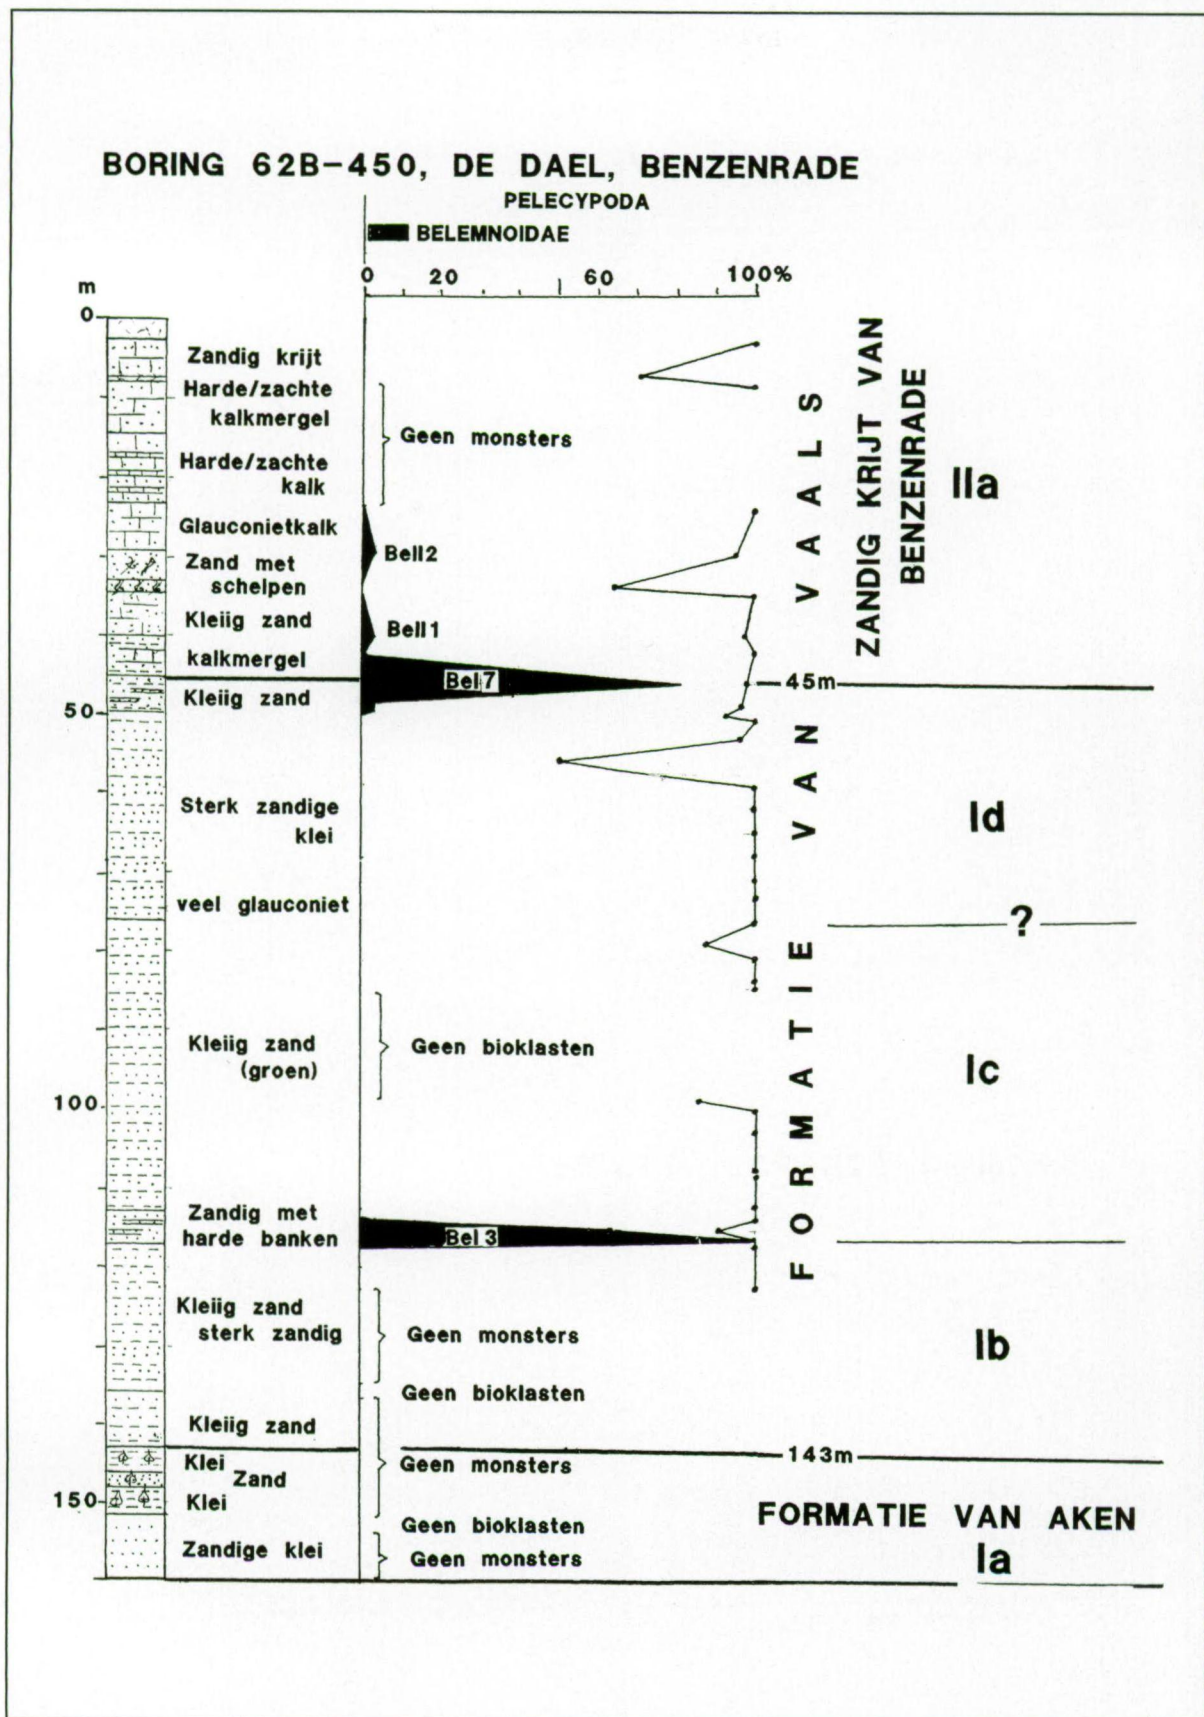 BORING 62B-450, DE DAEL, BENZENRADE
PELECYPODA
BELEMNOIDAE
0 20 60 100%
m
0
50
100
150
Zandig krijt
Harde/zachte
kalkmergel
Harde/zachte
kalk
Glauconietkalk
Zand met
schelpen
Kleiig zand
kalkmergel
Kleiig zand
Sterk zandige
klei
veel glauconiet
Kleiig zand
(groen)
Zandig met
harde banken
Kleiig zand
sterk zandig
Kleiig zand
Klei
Zand
Klei
Zandige klei
Geen monsters
Bell2
Bell1
Bel7
Geen bioklasten
Bel3
Geen monsters
Geen bioklasten
Geen monsters
Geen bioklasten
Geen monsters
FORMATIE VAN VAALS
ZANDIG KRIJT VAN
BENZENRADE
IIa
45m
Id
?
Ic
Ib
143m
FORMATIE VAN AKEN
Ia